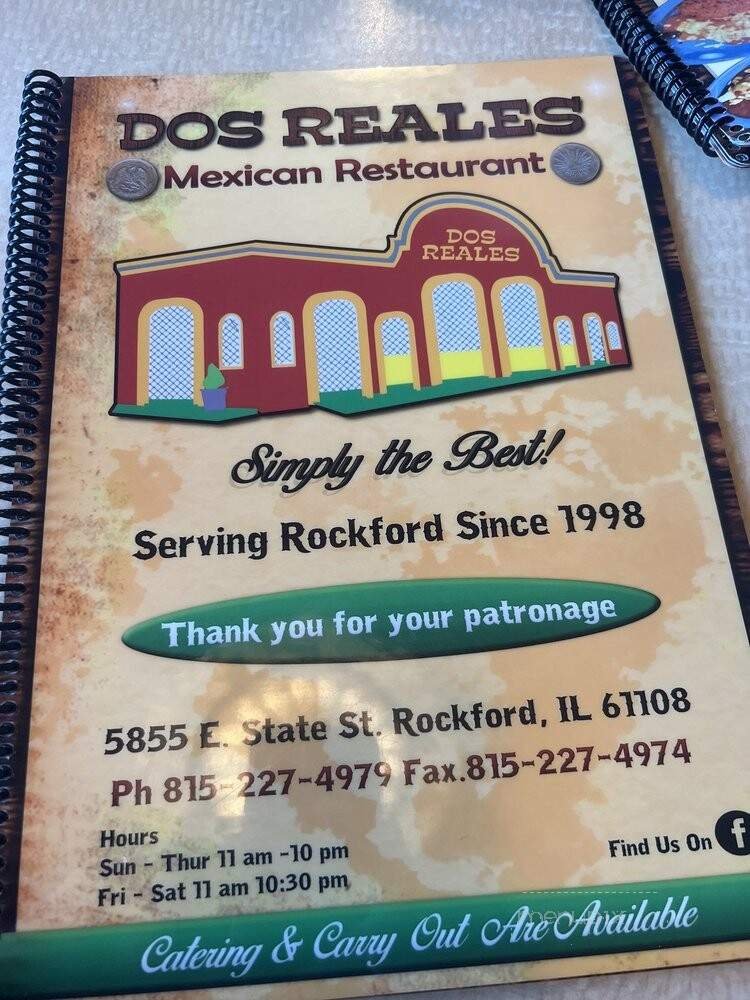 DOS REALES
Mexican Restaurant
DOS
REALES
Simply the Best!
Serving Rockford Since 1998
Thank you for your patronage
5855 E. State St. Rockford, IL 61108
Ph 815-227-4979 Fax.815-227-4974
Hours
Sun - Thur 11 am -10 pm
Fri - Sat 11 am 10:30 pm
Find Us On f
Catering & Carry Out Are Available